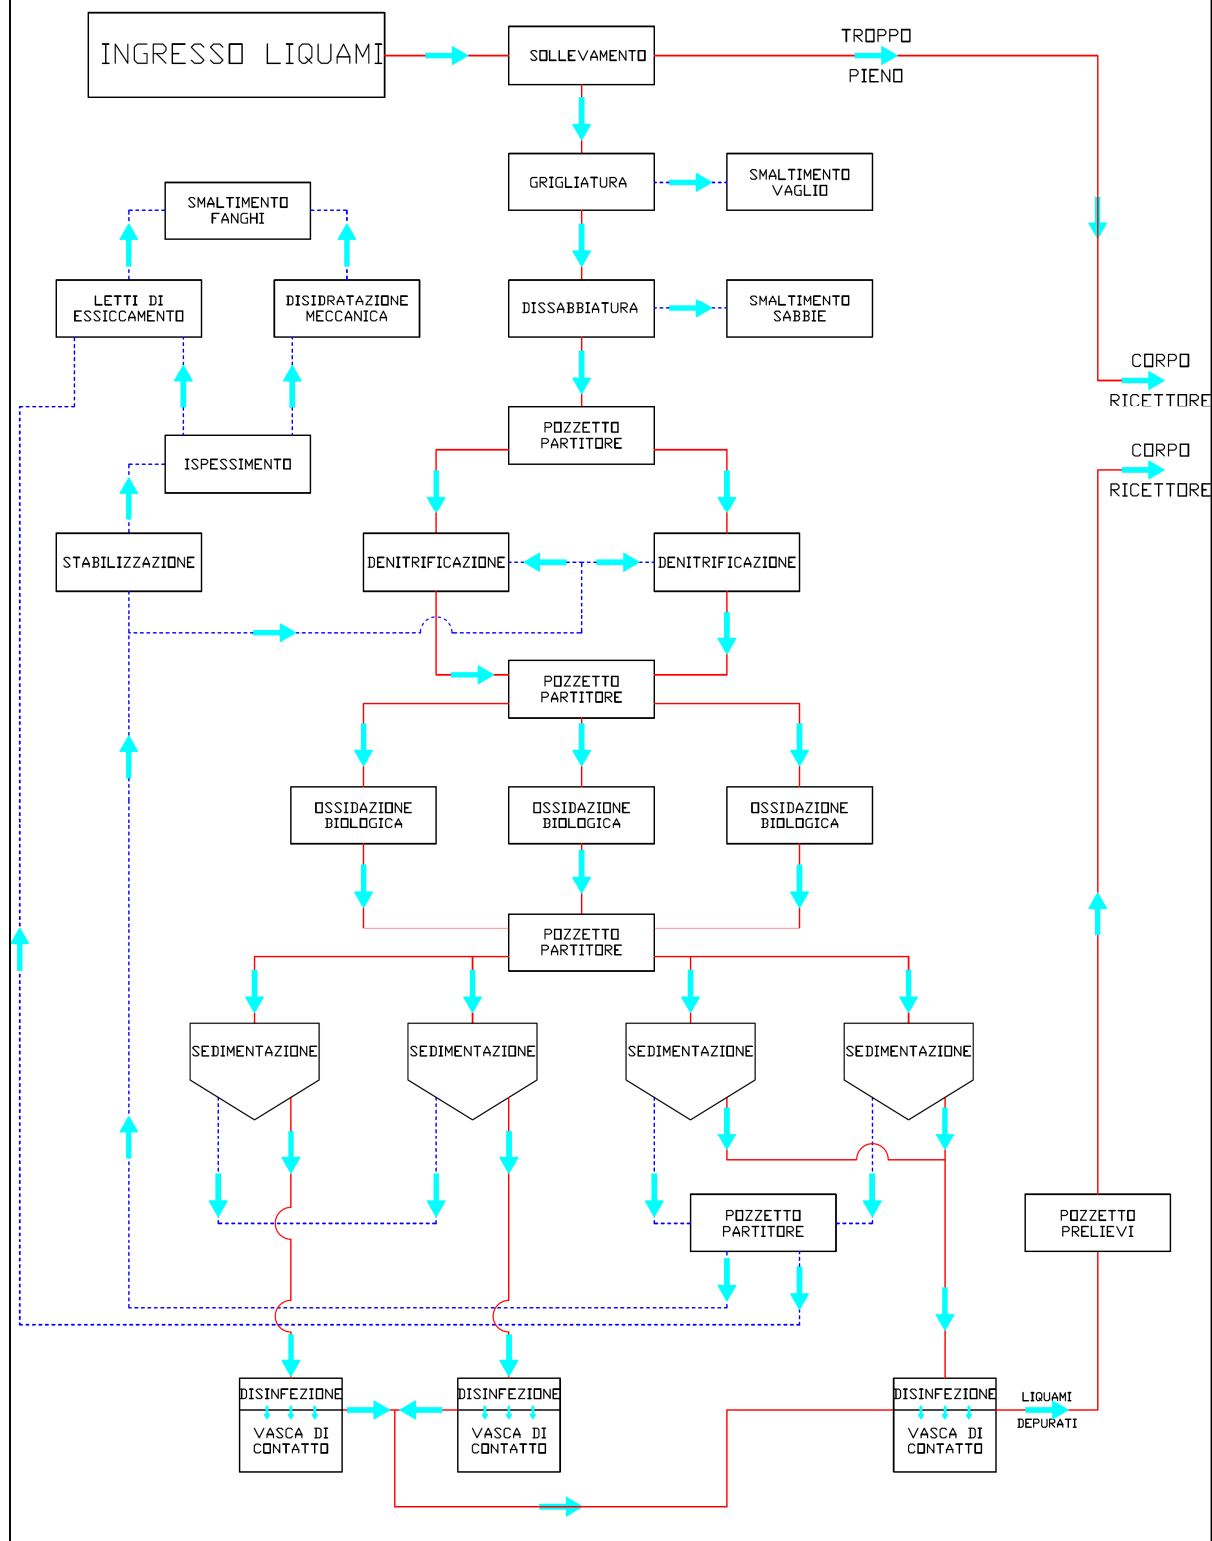 INGRESSO LIQUAMI
SOLLEVAMENTO
TROPPO
PIENO
GRIGLIATURA
SMALTIMENTO
VAGLIO
SMALTIMENTO
FANGHI
LETTI DI
ESSICCAMENTO
DISIDRATAZIONE
MECCANICA
DISSABBIATURA
SMALTIMENTO
SABBIE
CORPO
RICETTORE
POZZETTO
PARTITORE
CORPO
RICETTORE
ISPESSIMENTO
STABILIZZAZIONE
DENITRIFICAZIONE
DENITRIFICAZIONE
POZZETTO
PARTITORE
OSSIDAZIONE
BIOLOGICA
OSSIDAZIONE
BIOLOGICA
OSSIDAZIONE
BIOLOGICA
POZZETTO
PARTITORE
SEDIMENTAZIONE
SEDIMENTAZIONE
SEDIMENTAZIONE
SEDIMENTAZIONE
POZZETTO
PARTITORE
POZZETTO
PRELIEVI
DISINFEZIONE
VASCA DI
CONTATTO
DISINFEZIONE
VASCA DI
CONTATTO
DISINFEZIONE
VASCA DI
CONTATTO
LIQUAMI
DEPURATI